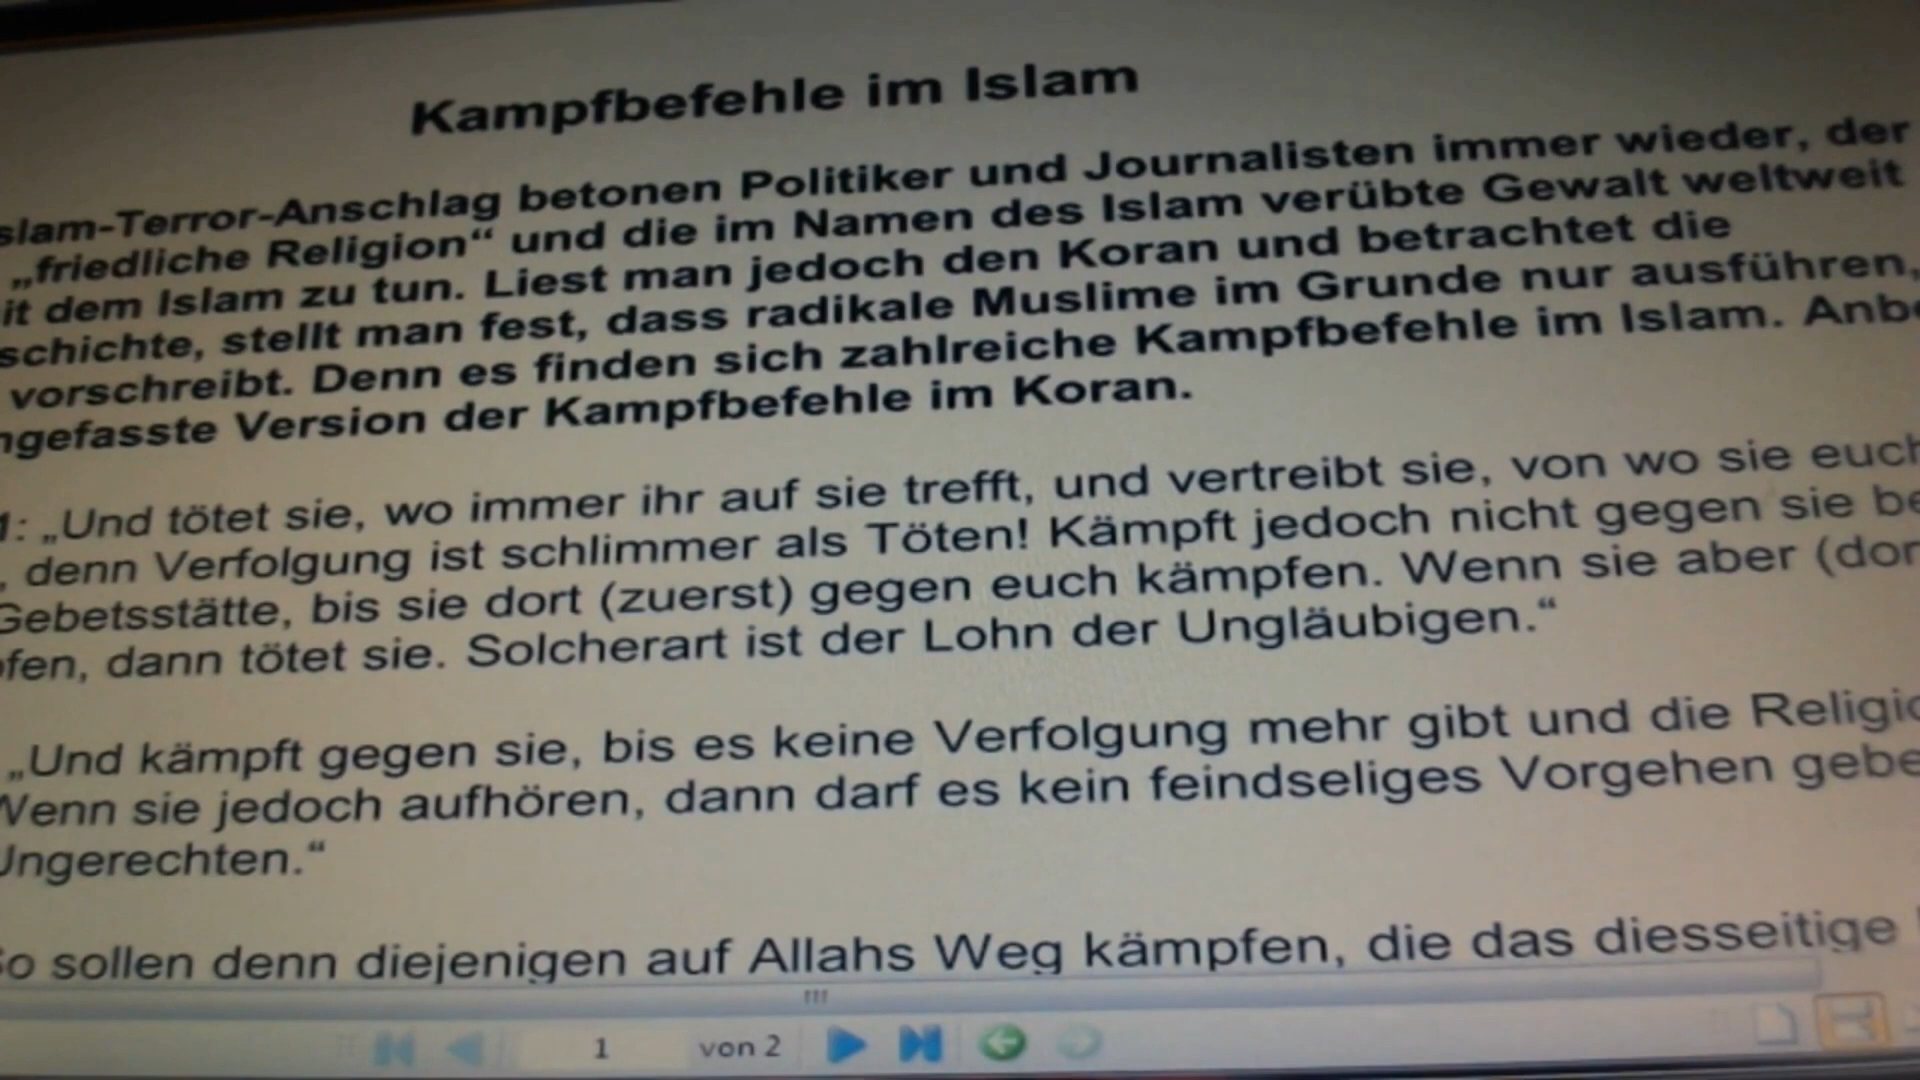 Kampfbefehle im Islam
slam-Terror-Anschlag betonen Politiker und Journalisten immer wieder, der
„friedliche Religion“ und die im Namen des Islam verübte Gewalt weltweit
it dem Islam zu tun. Liest man jedoch den Koran und betrachtet die
schichte, stellt man fest, dass radikale Muslime im Grunde nur ausführen,
vorschreibt. Denn es finden sich zahlreiche Kampfbefehle im Islam. Anb
ngefasste Version der Kampfbefehle im Koran.
1: „Und tötet sie, wo immer ihr auf sie trefft, und vertreibt sie, von wo sie euch
, denn Verfolgung ist schlimmer als Töten! Kämpft jedoch nicht gegen sie be
Gebetsstätte, bis sie dort (zuerst) gegen euch kämpfen. Wenn sie aber (dor
fen, dann tötet sie. Solcherart ist der Lohn der Ungläubigen.“
„Und kämpft gegen sie, bis es keine Verfolgung mehr gibt und die Religio
Wenn sie jedoch aufhören, dann darf es kein feindseliges Vorgehen gebe
Ungerechten.“
So sollen denn diejenigen auf Allahs Weg kämpfen, die das diesseitige
1 von 2